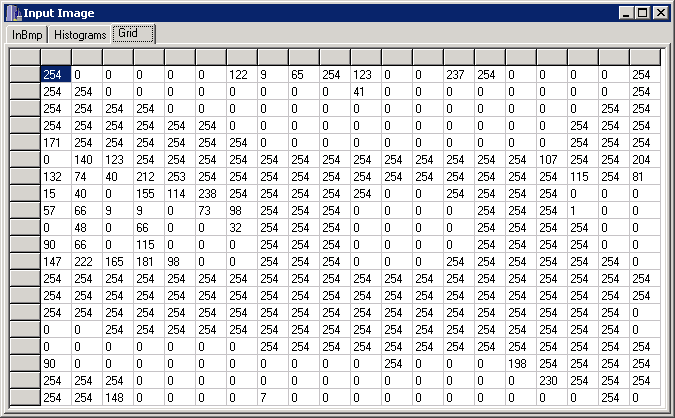 Input Image
InBmp Histograms Grid
254 0 0 0 0 0 122 9 65 254 123 0 0 237 254 0 0 0 0 254
254 254 0 0 0 0 0 0 0 0 41 0 0 0 0 0 0 0 0 254
254 254 254 254 0 0 0 0 0 0 0 0 0 0 0 0 0 0 254 254
254 254 254 254 254 254 0 0 0 0 0 0 0 0 0 0 0 254 254 254
171 254 254 254 254 254 254 0 0 0 0 0 0 0 0 0 0 254 254 254
0 140 123 254 254 254 254 254 254 254 254 254 254 254 254 254 107 254 254 204
132 74 40 212 253 254 254 254 254 254 254 254 254 254 254 254 254 115 254 81
15 40 0 155 114 238 254 254 254 254 254 0 0 254 254 254 254 0 0 0
57 66 9 9 0 73 98 254 254 254 0 0 0 0 254 254 254 1 0 0
0 48 0 66 0 0 32 254 254 254 0 0 0 0 254 254 254 254 0 0
90 66 0 115 0 0 0 254 254 254 0 0 0 0 254 254 254 254 0 0
147 222 165 181 98 0 0 254 254 254 254 0 0 254 254 254 254 254 254 0
254 254 254 254 254 254 254 254 254 254 254 254 254 254 254 254 254 254 254 254
254 254 254 254 254 254 254 254 254 254 254 254 254 254 254 254 254 254 254 254
254 254 254 254 254 254 254 254 254 254 254 254 254 254 254 254 254 254 254 0
0 0 254 254 254 254 254 254 254 254 254 254 254 254 254 254 254 254 254 0
0 0 0 0 0 0 0 254 254 254 254 254 254 254 254 254 254 254 254 254
90 0 0 0 0 0 0 0 0 0 0 254 0 0 0 198 254 254 254 254
254 254 254 0 0 0 0 0 0 0 0 0 0 0 0 0 230 254 254 254
254 254 148 0 0 0 0 7 0 0 0 0 0 0 0 0 0 0 254 0